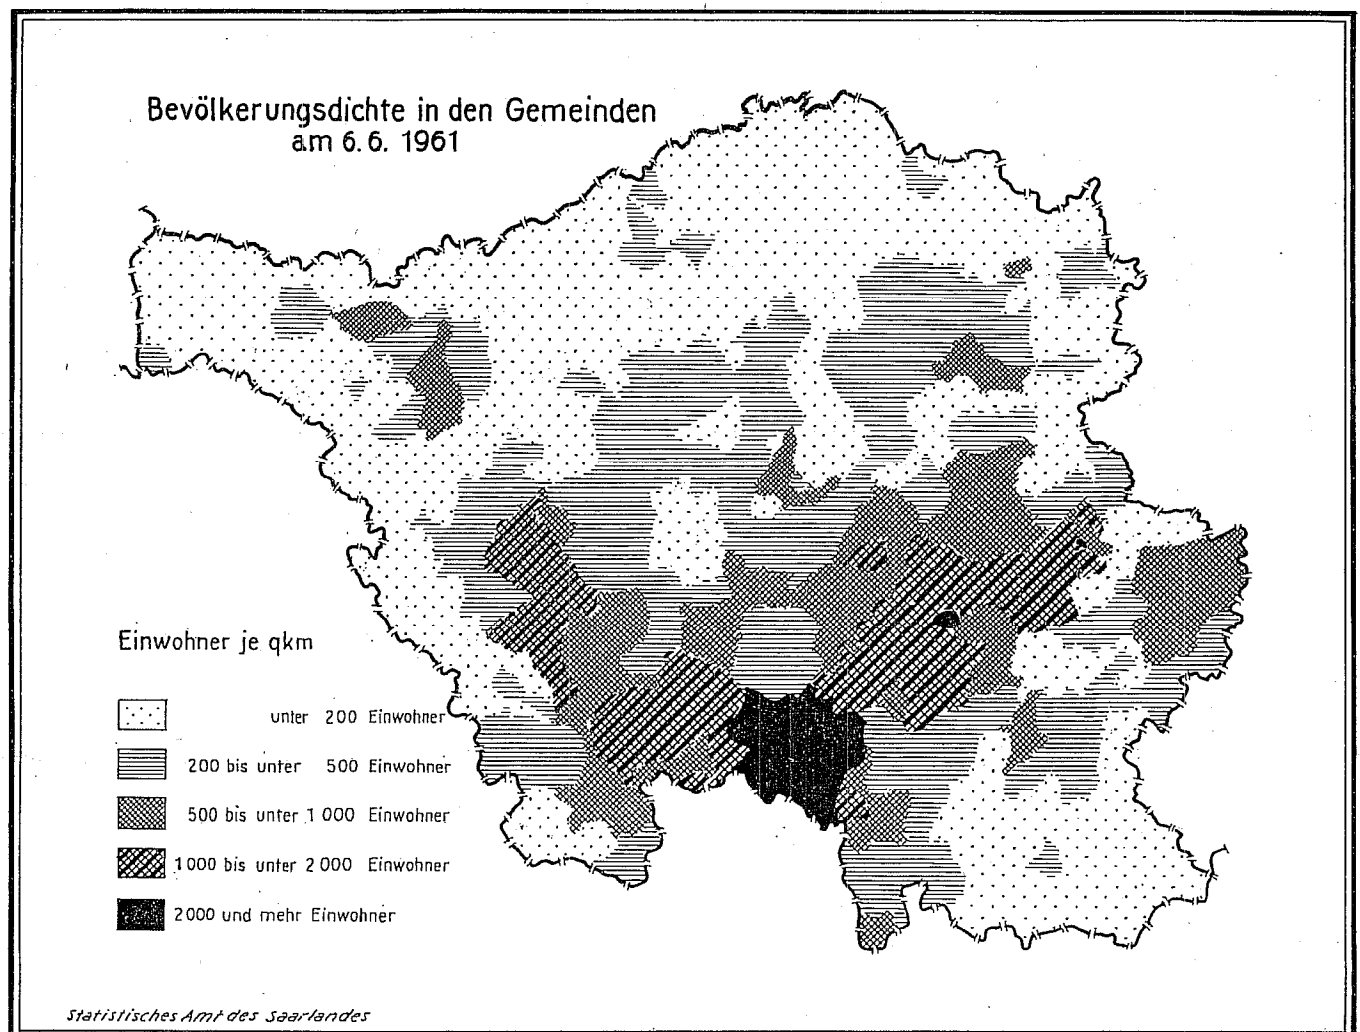 Bevölkerungsdichte in den Gemeinden
am 6. 6. 1961
Einwohner je qkm
unter 200 Einwohner
200 bis unter 500 Einwohner
500 bis unter 1 000 Einwohner
1 000 bis unter 2 000 Einwohner
2 000 und mehr Einwohner
Statistisches Amt des Saarlandes